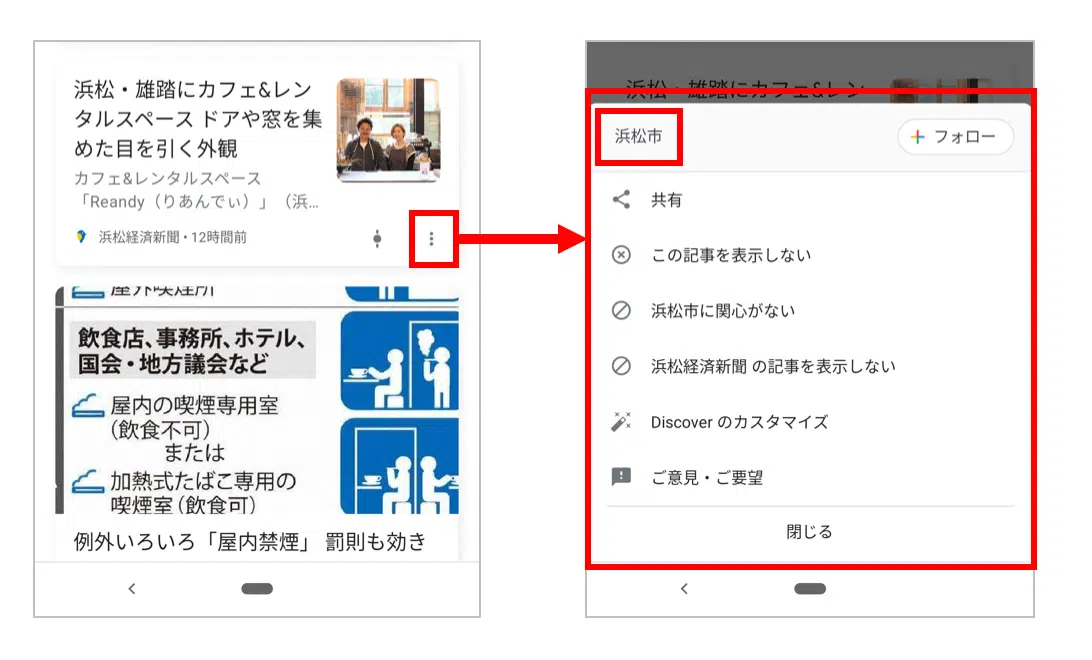 浜松・雄踏にカフェ&レン
タルスペース ドアや窓を集
めた目を引く外観
カフェ&レンタルスペース
「Reandy（りあんでぃ）」（浜…
浜松経済新聞・12時間前
屋外喫煙所
飲食店、事務所、ホテル、
国会・地方議会など
屋内の喫煙専用室
（飲食不可）
または
加熱式たばこ専用の
喫煙室（飲食可）
例外いろいろ「屋内禁煙」 罰則も効き
浜松・雄踏にカフェ&レン
浜松市
フォロー
共有
この記事を表示しない
浜松市に関心がない
浜松経済新聞 の記事を表示しない
Discover のカスタマイズ
ご意見・ご要望
閉じる